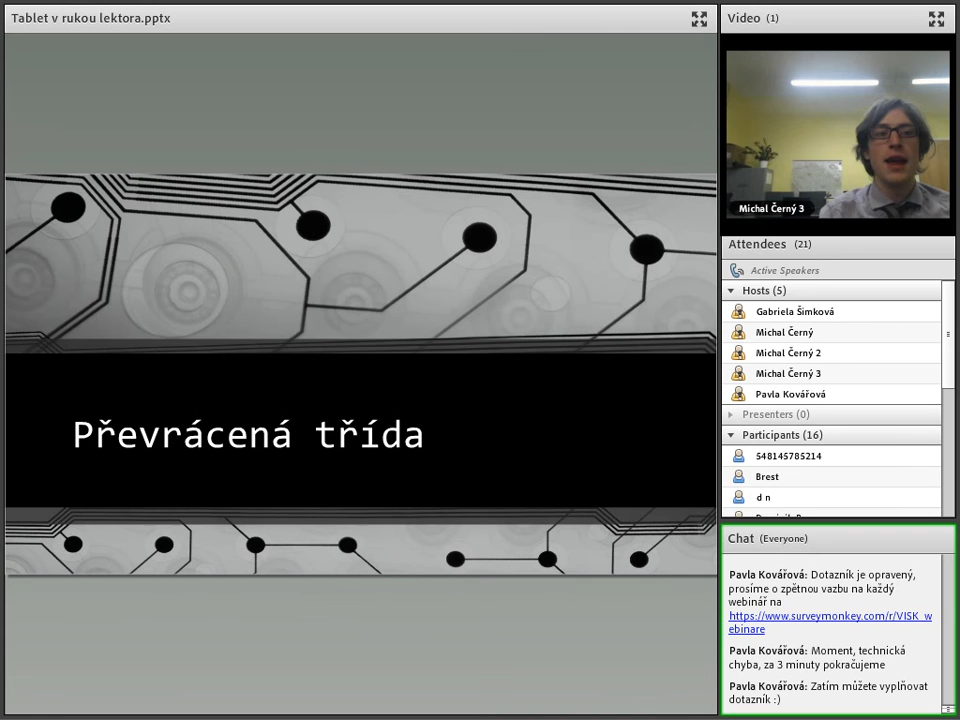 Tablet v rukou lektora.pptx
Převrácená třída
Video (1)
Michal Černý 3
Attendees (21)
Active Speakers
Hosts (5)
Gabriela Šimková
Michal Černý
Michal Černý 2
Michal Černý 3
Pavla Kovářová
Presenters (0)
Participants (16)
548145785214
Brest
d n
Chat (Everyone)
Pavla Kovářová: Dotazník je opravený,
prosíme o zpětnou vazbu na každý
webinář na
https://www.surveymonkey.com/r/VISK_w
ebinare
Pavla Kovářová: Moment, technická
chyba, za 3 minuty pokračujeme
Pavla Kovářová: Zatím můžete vyplňovat
dotazník :)